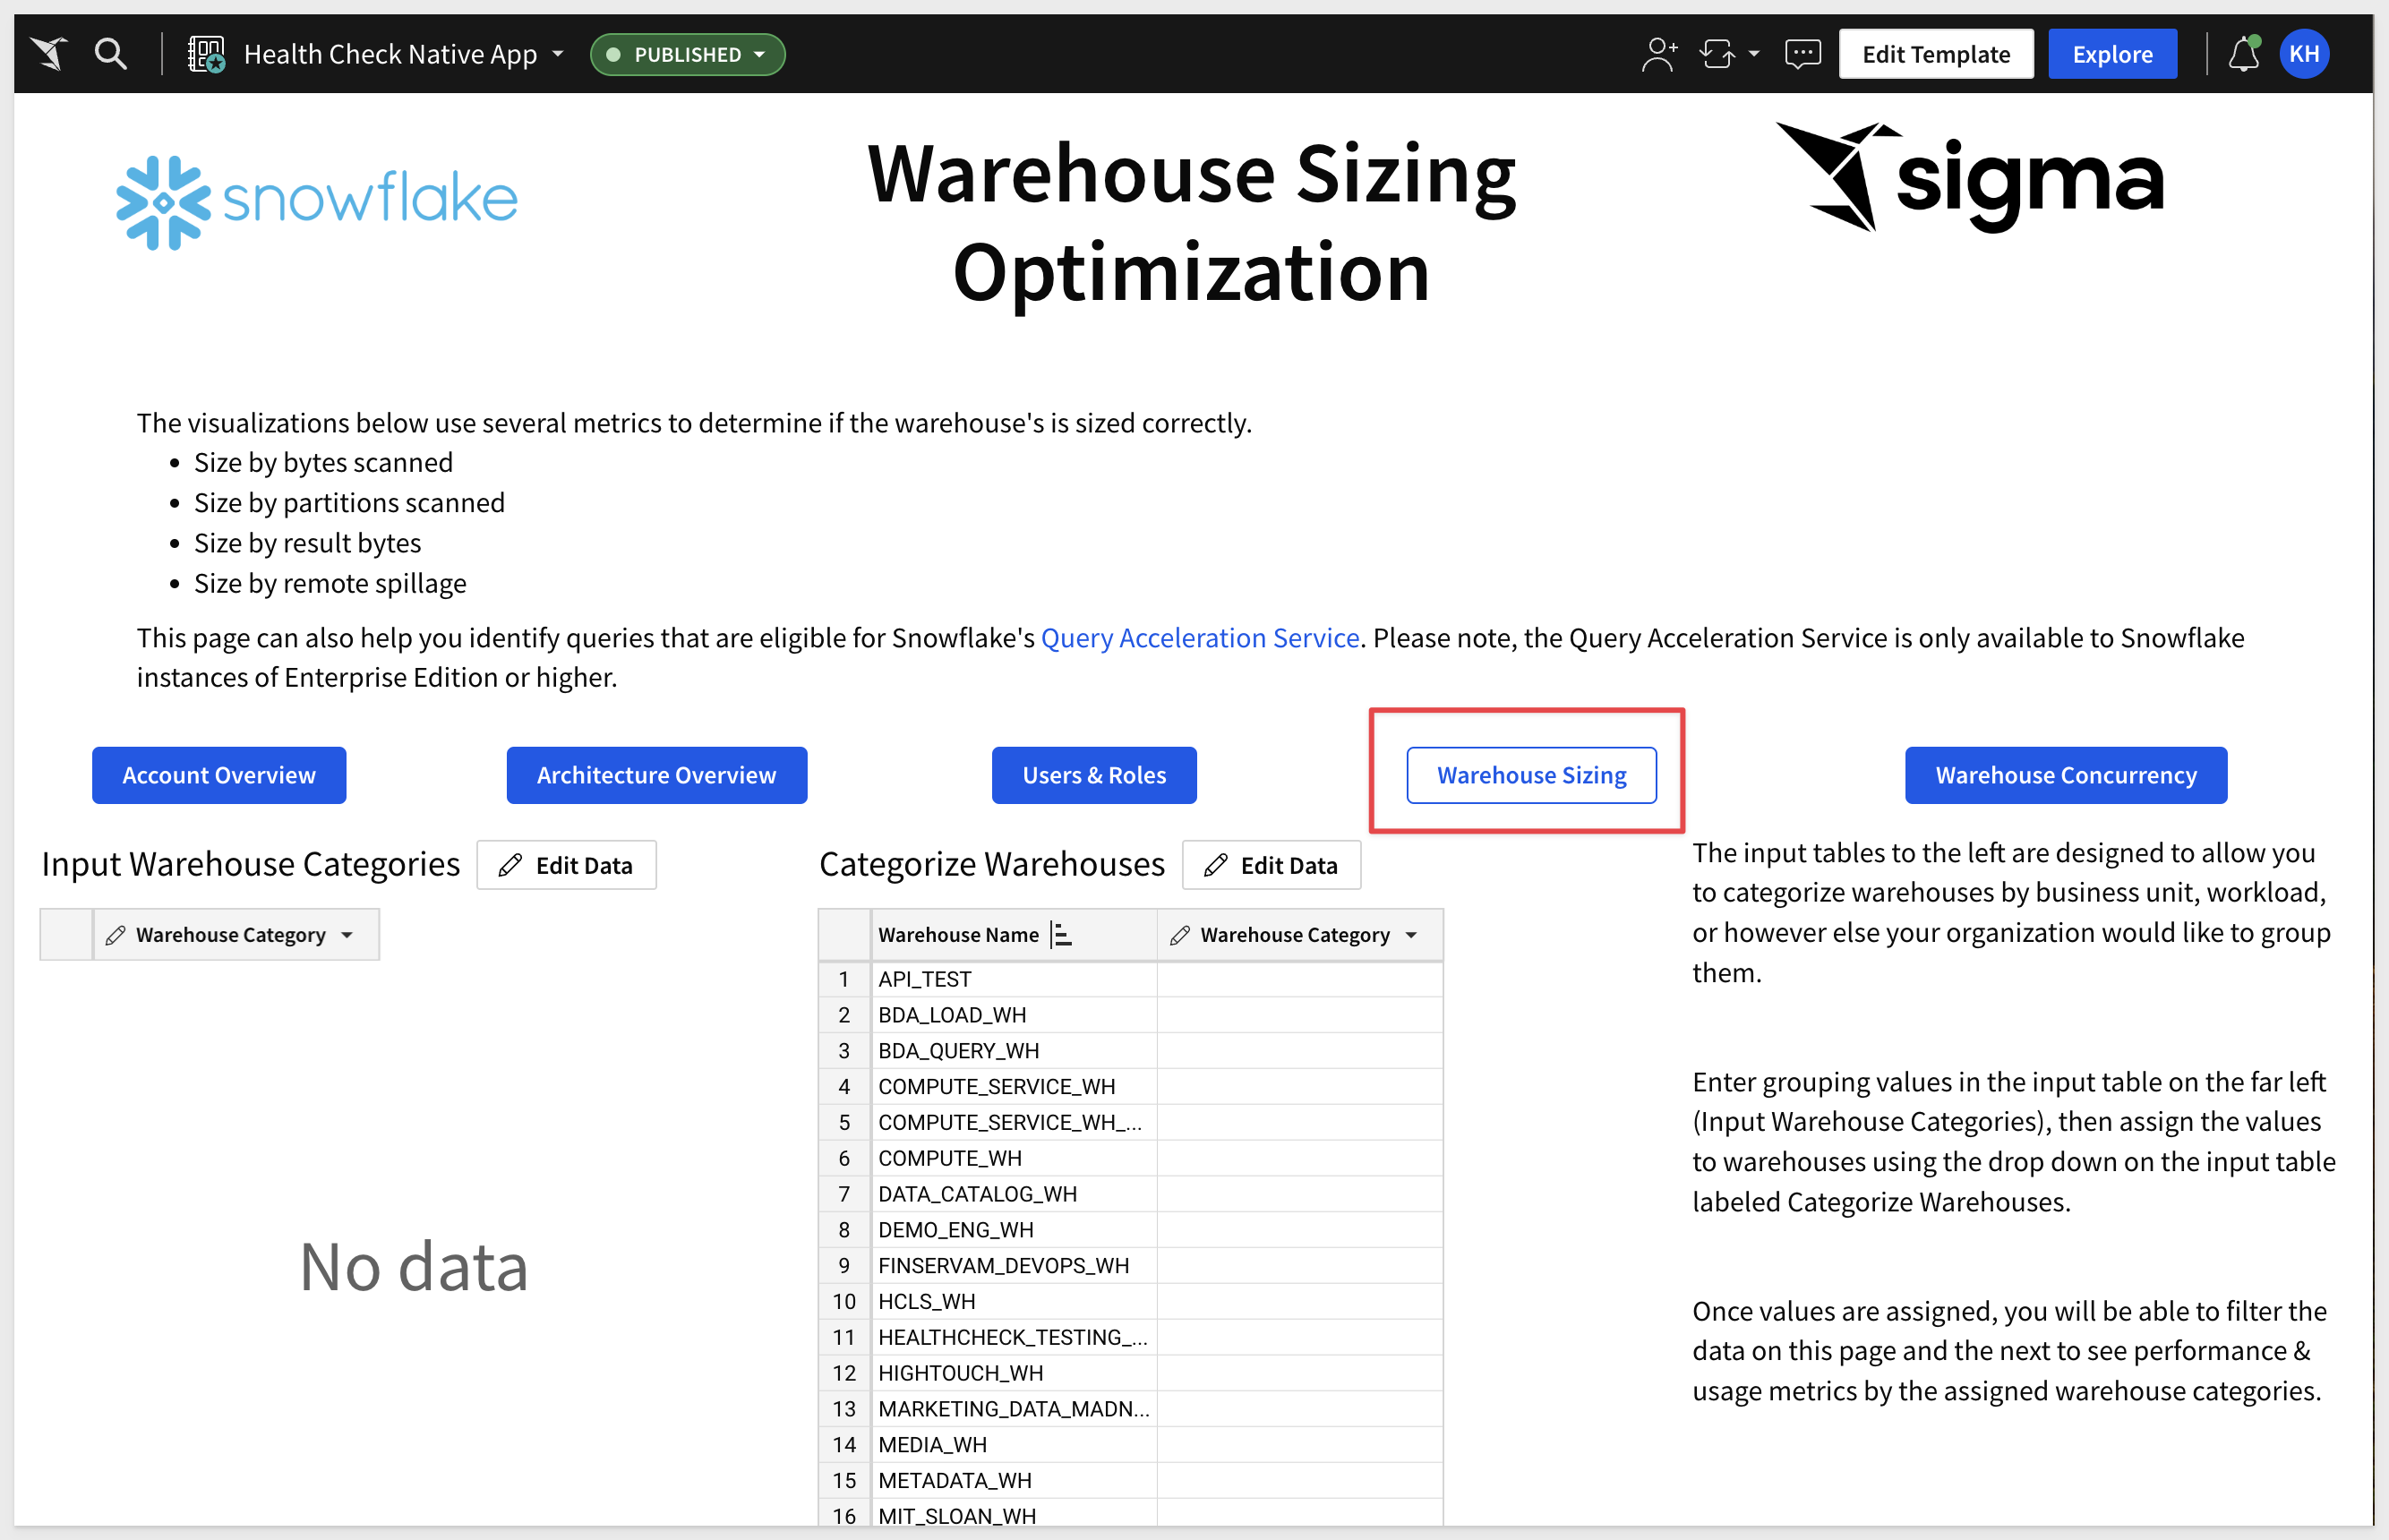 Health Check Native App
PUBLISHED
Edit Template
Explore
KH
snowflake
Warehouse Sizing
Optimization
sigma
The visualizations below use several metrics to determine if the warehouse's is sized correctly.
• Size by bytes scanned
• Size by partitions scanned
• Size by result bytes
• Size by remote spillage
This page can also help you identify queries that are eligible for Snowflake's Query Acceleration Service. Please note, the Query Acceleration Service is only available to Snowflake
instances of Enterprise Edition or higher.
Account Overview
Architecture Overview
Users & Roles
Warehouse Sizing
Warehouse Concurrency
Input Warehouse Categories
Edit Data
Warehouse Category
No data
Categorize Warehouses
Edit Data
Warehouse Name Warehouse Category
1 API_TEST
2 BDA_LOAD_WH
3 BDA_QUERY_WH
4 COMPUTE_SERVICE_WH
5 COMPUTE_SERVICE_WH_...
6 COMPUTE_WH
7 DATA_CATALOG_WH
8 DEMO_ENG_WH
9 FINSERVAM_DEVOPS_WH
10 HCLS_WH
11 HEALTHCHECK_TESTING_...
12 HIGHTOUCH_WH
13 MARKETING_DATA_MADN...
14 MEDIA_WH
15 METADATA_WH
16 MIT_SLOAN_WH
The input tables to the left are designed to allow you
to categorize warehouses by business unit, workload,
or however else your organization would like to group
them.
Enter grouping values in the input table on the far left
(Input Warehouse Categories), then assign the values
to warehouses using the drop down on the input table
labeled Categorize Warehouses.
Once values are assigned, you will be able to filter the
data on this page and the next to see performance &
usage metrics by the assigned warehouse categories.